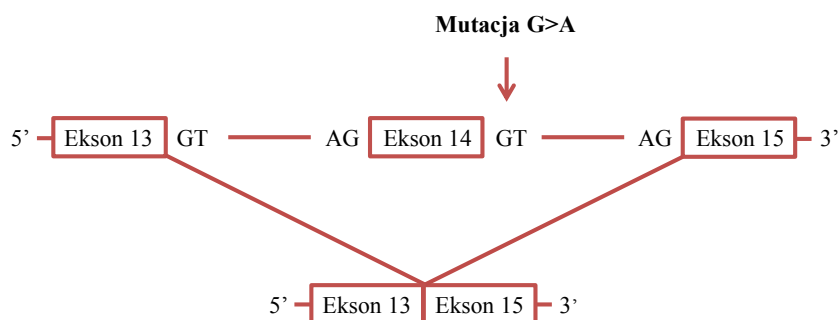 Mutacja G>A
5’ Ekson 13 GT AG Ekson 14 GT AG Ekson 15 3’
5’ Ekson 13 Ekson 15 3’